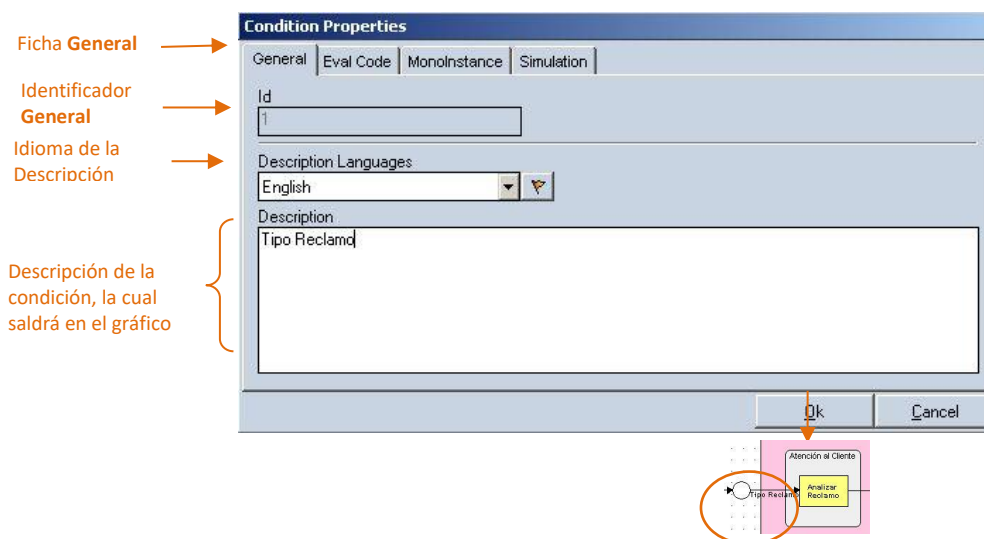 Condition Properties
Ficha General
General Eval Code MonoInstance Simulation
Identificador
General
Id
1
Idioma de la
Descripción
Description Languages
English
Description
Tipo Reclamo
Descripción de la
condición, la cual
saldrá en el gráfico
Ok Cancel
Atención al Cliente
Tipo Reclamo
Analizar
Reclamo